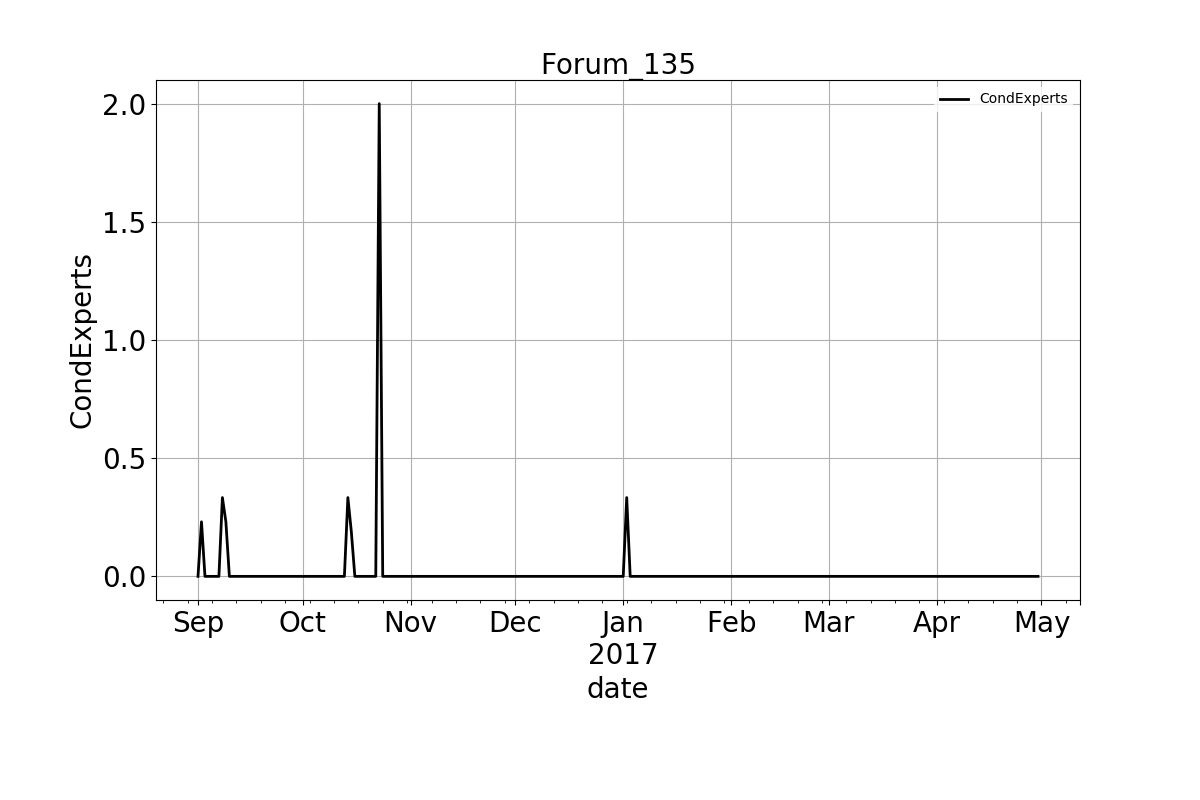 Forum_135
CondExperts
2.0
1.5
1.0
0.5
0.0
CondExperts
Sep Oct Nov Dec Jan Feb Mar Apr May
2017
date